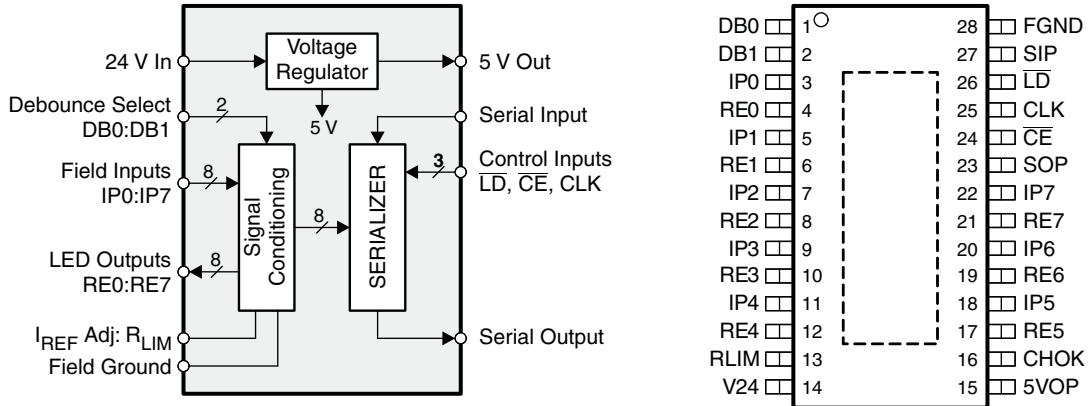 24 V In
Voltage
Regulator
5 V Out
Debounce Select
DB0:DB1
2
5 V
Serial Input
Field Inputs
IP0:IP7
8
Signal
Conditioning
8
SERIALIZER
3
Control Inputs
LD, CE, CLK
LED Outputs
RE0:RE7
8
IREF Adj: RLIM
Field Ground
Serial Output
DB0 1
DB1 2
IP0 3
RE0 4
IP1 5
RE1 6
IP2 7
RE2 8
IP3 9
RE3 10
IP4 11
RE4 12
RLIM 13
V24 14
28 FGND
27 SIP
26 LD
25 CLK
24 CE
23 SOP
22 IP7
21 RE7
20 IP6
19 RE6
18 IP5
17 RE5
16 CHOK
15 5VOP